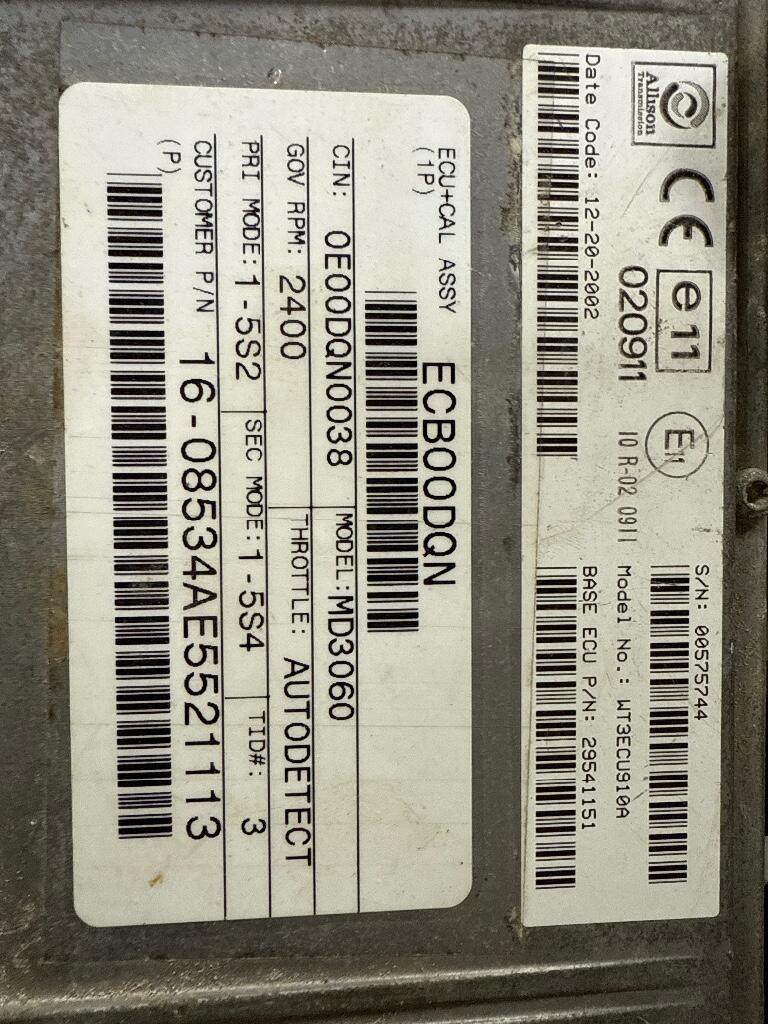 Allison
Transmission
CE
e11
020911
E11
10 R-02 0911
S/N: 00575744
Model No.: WT3ECU910A
Date Code: 12-20-2002
BASE ECU P/N: 29541151
ECU+CAL ASSY
(1P)
ECB00DQN
CIN: 0E00DQN0038
MODEL: MD3060
GOV RPM: 2400
THROTTLE: AUTODETECT
PRI MODE: 1-5S2
SEC MODE: 1-5S4
TID#: 3
CUSTOMER P/N
(P)
16-08534AE5521113